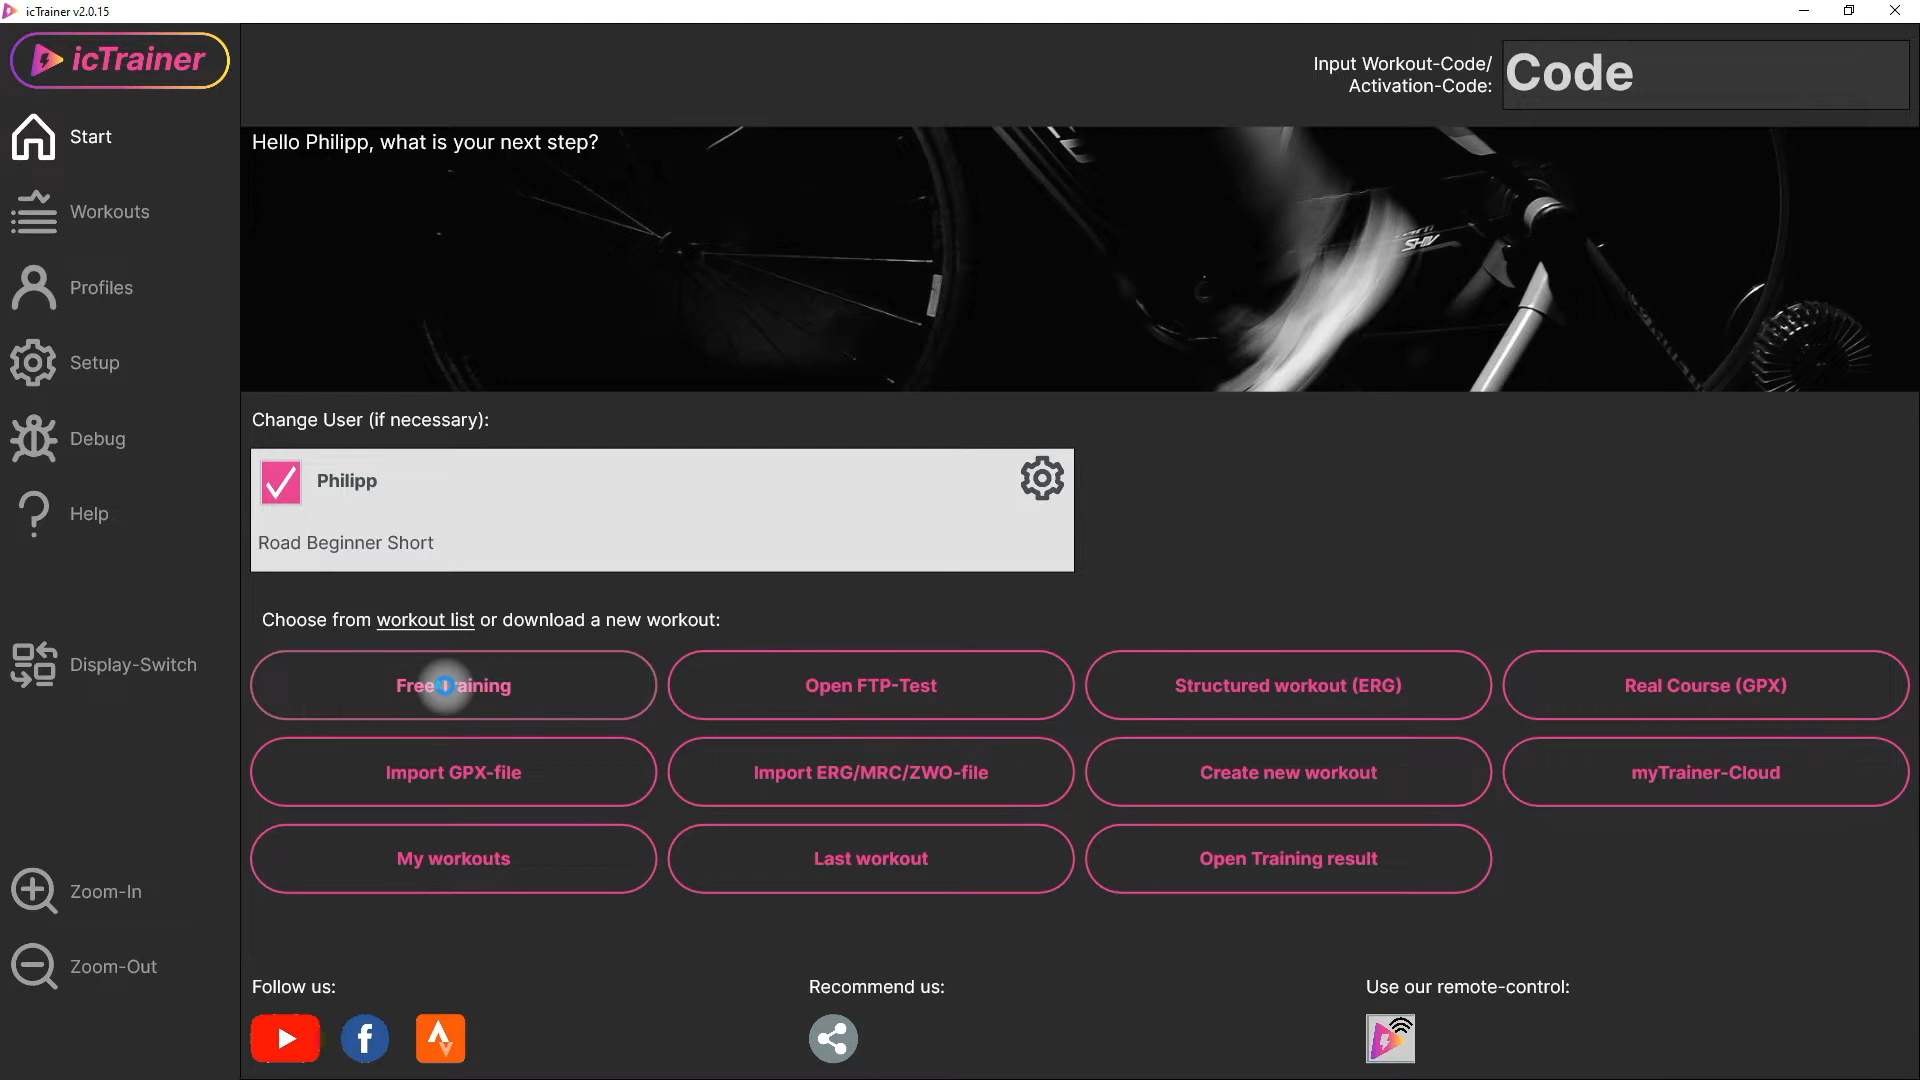 icTrainer v2.0.15
icTrainer
Input Workout-Code/
Activation-Code:
Code
Start
Workouts
Profiles
Setup
Debug
Help
Display-Switch
Zoom-In
Zoom-Out
Hello Philipp, what is your next step?
SHIV
Change User (if necessary):
Philipp
Road Beginner Short
Choose from workout list or download a new workout:
Free Training
Open FTP-Test
Structured workout (ERG)
Real Course (GPX)
Import GPX-file
Import ERG/MRC/ZWO-file
Create new workout
myTrainer-Cloud
My workouts
Last workout
Open Training result
Follow us:
Recommend us:
Use our remote-control: